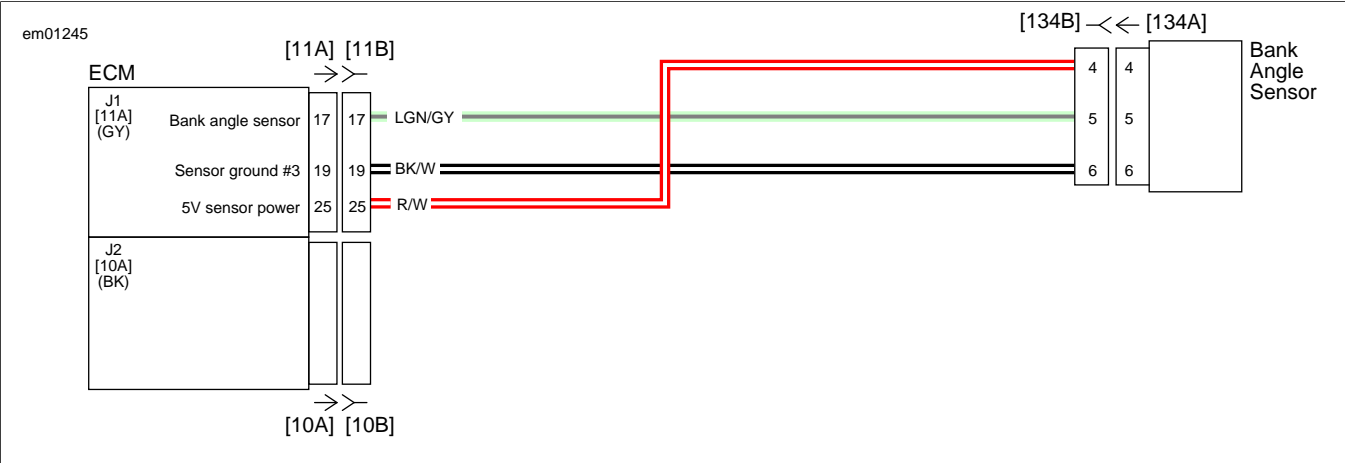 em01245
[134B] [134A]
[11A] [11B]
ECM
J1
[11A]
(GY)
Bank angle sensor 17 17 LGN/GY
Sensor ground #3 19 19 BK/W
5V sensor power 25 25 R/W
4 4
5 5
6 6
Bank
Angle
Sensor
J2
[10A]
(BK)
[10A] [10B]